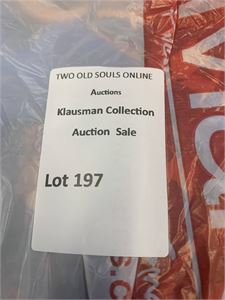 TWO OLD SOULS ONLINE
Auctions
Klausman Collection
Auction Sale
Lot 197